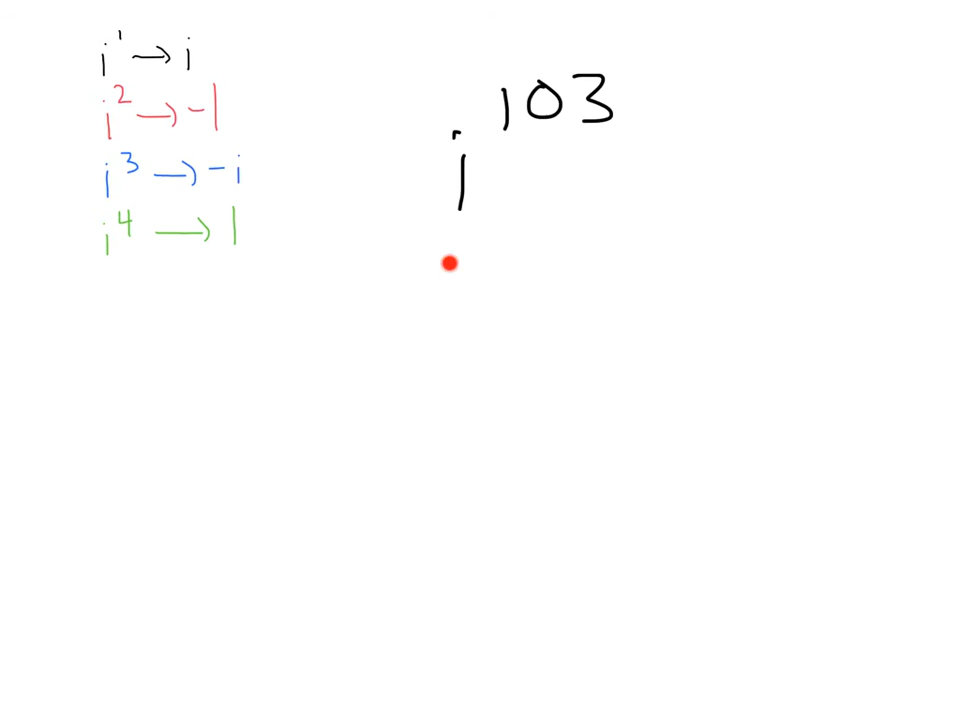 i¹ → i
i² → -1
i³ → -i
i⁴ → 1
i¹⁰³